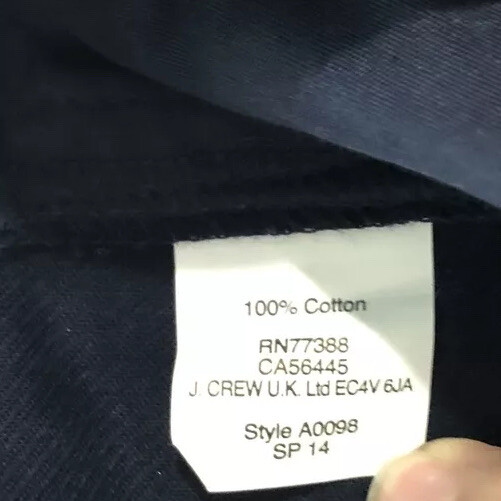 100% Cotton
RN77388
CA56445
J. CREW U.K. Ltd EC4V 6JA
Style A0098
SP 14